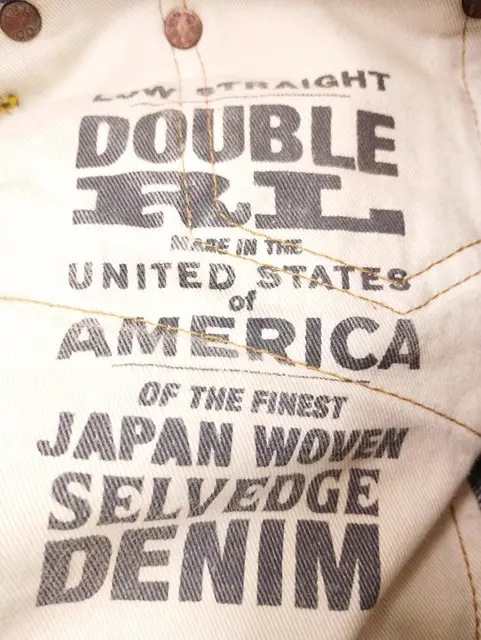 LOW STRAIGHT
DOUBLE
RL
MADE IN THE
UNITED STATES
of
AMERICA
OF THE FINEST
JAPAN WOVEN
SELVEDGE
DENIM